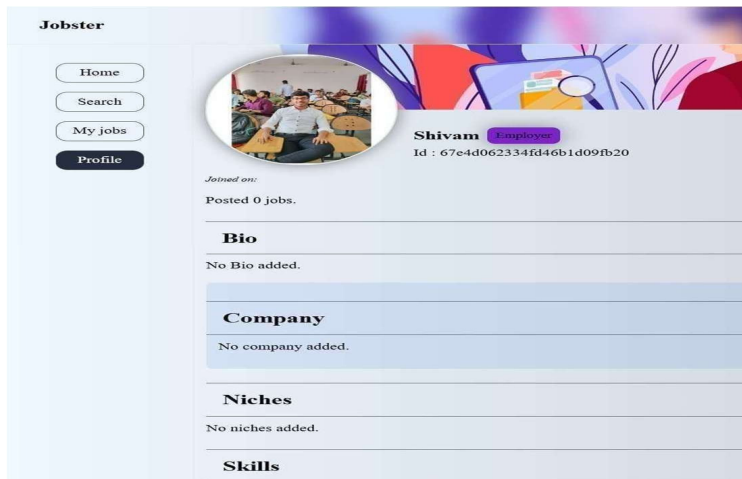 Jobster
Home
Search
My jobs
Profile
Shivam Employer
Id : 67e4d062334fd46b1d09fb20
Joined on:
Posted 0 jobs.
Bio
No Bio added.
Company
No company added.
Niches
No niches added.
Skills